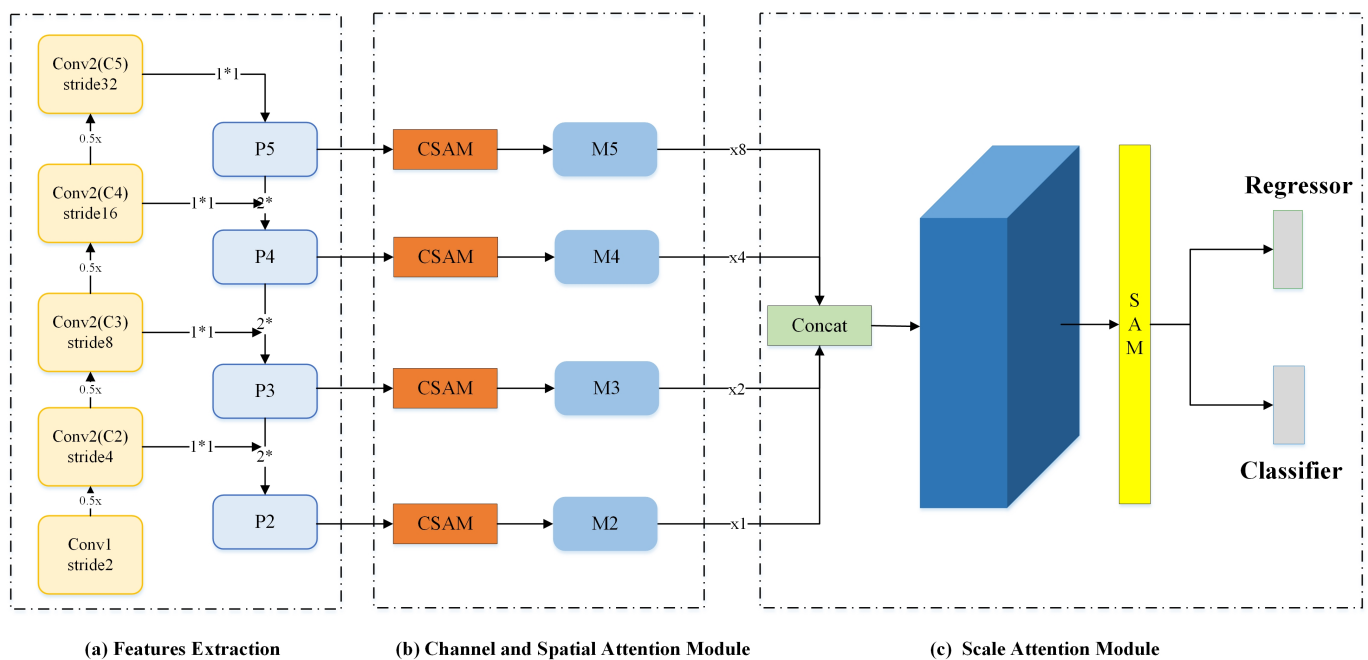 Conv2(C5)
stride32
1*1
0.5x
P5
CSAM
M5
x8
Conv2(C4)
stride16
1*1
2*
P4
CSAM
M4
x4
0.5x
Conv2(C3)
stride8
1*1
2*
P3
CSAM
M3
x2
0.5x
Conv2(C2)
stride4
1*1
2*
P2
CSAM
M2
x1
0.5x
Conv1
stride2
Concat
S
A
M
Regressor
Classifier
(a) Features Extraction
(b) Channel and Spatial Attention Module
(c) Scale Attention Module